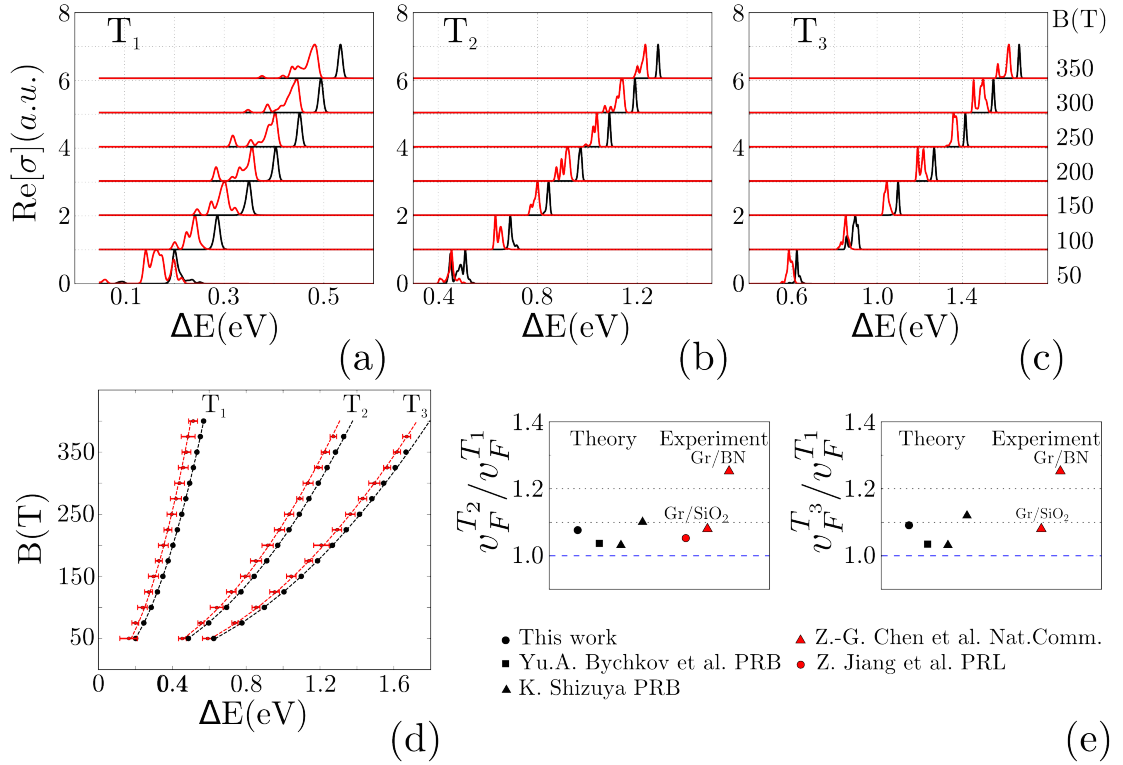 8
6
4
2
0
Re[σ](a.u.)
T1
0.1
0.3
0.5
ΔE(eV)
(a)
8
6
4
2
0
T2
0.4
0.8
1.2
ΔE(eV)
(b)
8
6
4
2
0
T3
0.6
1.0
1.4
ΔE(eV)
(c)
B(T)
350
300
250
200
150
100
50
T1
T2
T3
350
250
150
50
B(T)
0
0.4
0.6
1.2
1.6
ΔE(eV)
(d)
1.4
1.2
1.0
v_F^T2/v_F^T1
Theory
Experiment
Gr/BN
Gr/SiO2
1.4
1.2
1.0
v_F^T3/v_F^T1
Theory
Experiment
Gr/BN
Gr/SiO2
This work
Yu.A. Bychkov et al PRB
K. Shizuya PRB
Z.-G. Chen et al. Nat.Comm.
Z. Jiang et al. PRL
(e)